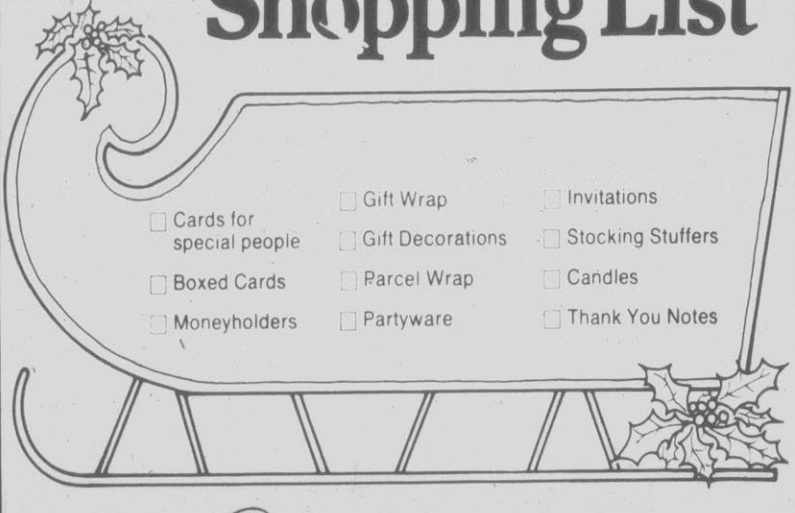 Shopping List
Cards for
special people
Boxed Cards
Moneyholders
Gift Wrap
Gift Decorations
Parcel Wrap
Partyware
Invitations
Stocking Stuffers
Candles
Thank You Notes